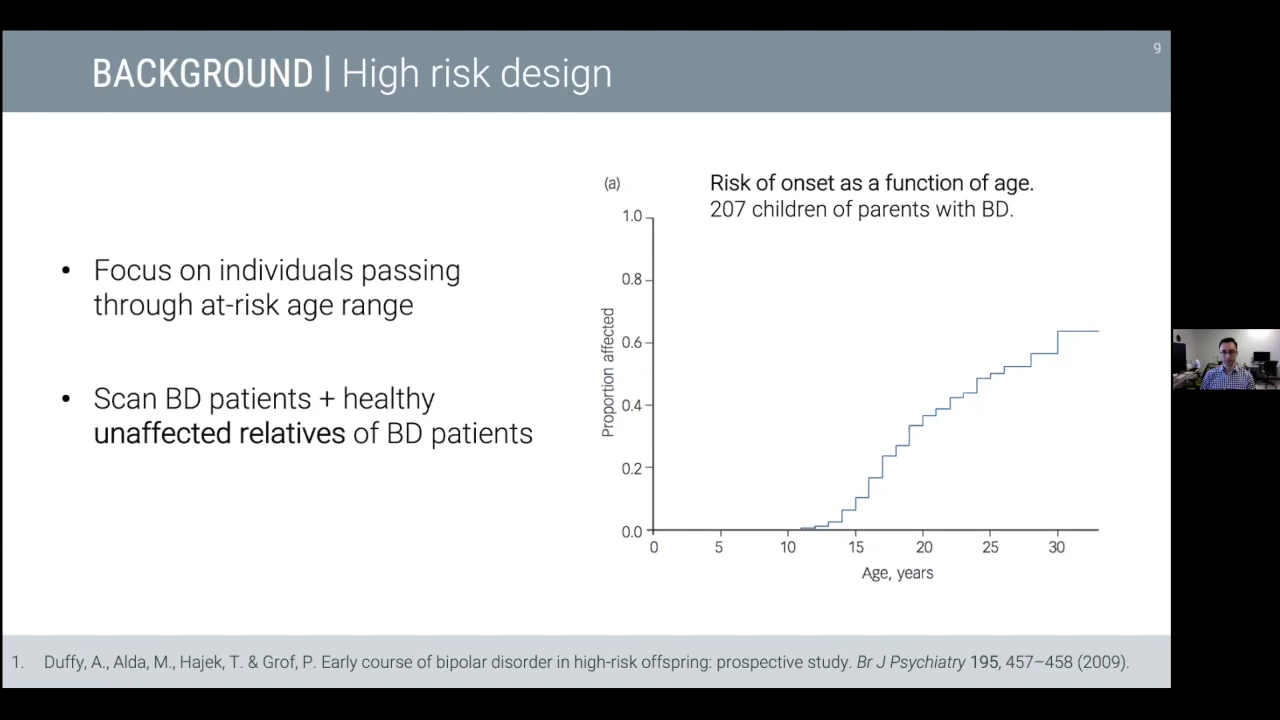 9
BACKGROUND | High risk design
• Focus on individuals passing
through at-risk age range
• Scan BD patients + healthy
unaffected relatives of BD patients
(a)
Risk of onset as a function of age.
207 children of parents with BD.
Proportion affected
1.0
0.8
0.6
0.4
0.2
0.0
0 5 10 15 20 25 30
Age, years
1. Duffy, A., Alda, M., Hajek, T. & Grof, P. Early course of bipolar disorder in high-risk offspring: prospective study. Br J Psychiatry 195, 457–458 (2009).